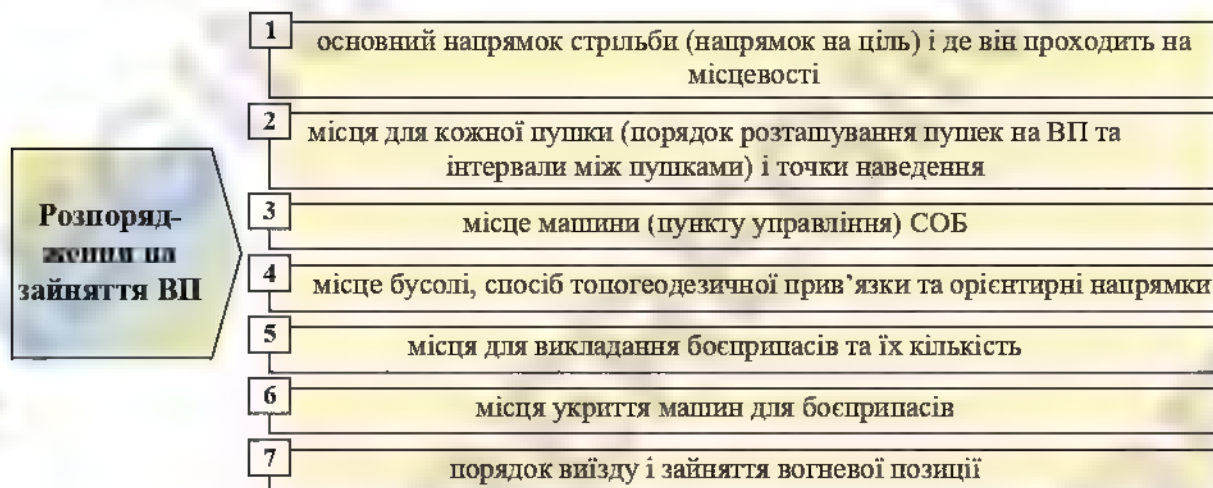 Розпоряд-
ження на
зайняття ВП
1
основний напрямок стрільби (напрямок на ціль) і де він проходить на
місцевості
2
місця для кожної пушки (порядок розташування пушек на ВП та
інтервали між пушками) і точки наведення
3
місце машини (пункту управління) СОБ
4
місце бусолі, спосіб топогеодезичної прив’язки та орієнтирні напрямки
5
місця для викладання боєприпасів та їх кількість
6
місця укриття машин для боєприпасів
7
порядок виїзду і зайняття вогневої позиції